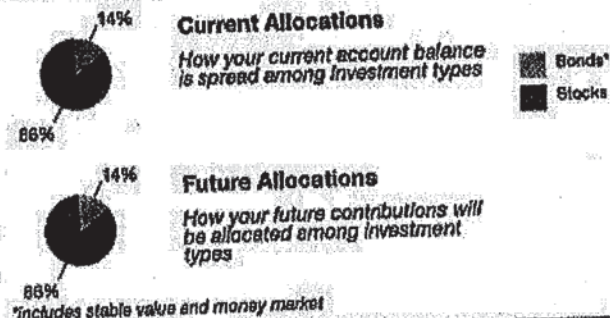 14%
Current Allocations
How your current account balance
is spread among investment types
Bonds*
Stocks
86%
14%
Future Allocations
How your future contributions will
be allocated among investment
types
86%
*includes stable value and money market